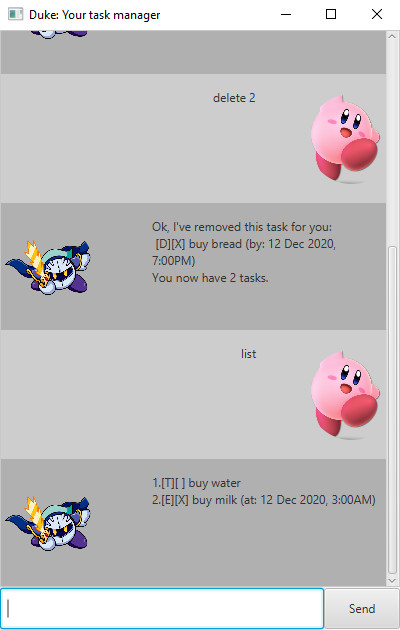 Duke: Your task manager
delete 2
Ok, I've removed this task for you:
[D][X] buy bread (by: 12 Dec 2020,
7:00PM)
You now have 2 tasks.
list
1.[T][ ] buy water
2.[E][X] buy milk (at: 12 Dec 2020, 3:00AM)
Send